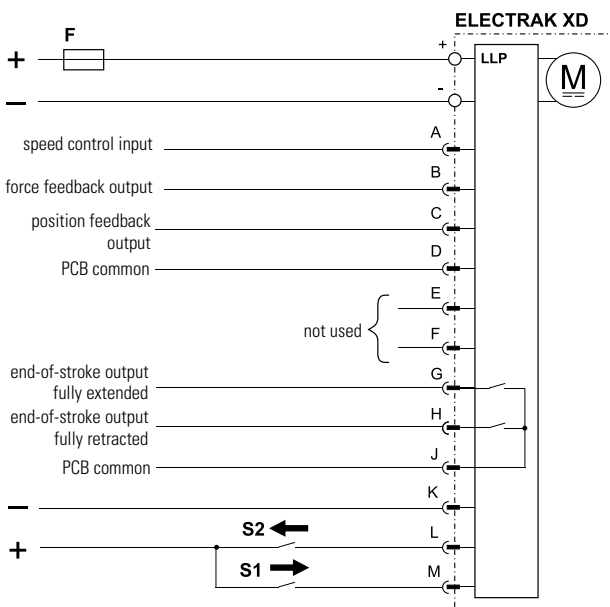 ELECTRAK XD
F
+
+
LLP
M
–
-
A
speed control input
B
force feedback output
C
position feedback
output
D
PCB common
E
not used
F
G
end-of-stroke output
fully extended
H
end-of-stroke output
fully retracted
J
PCB common
K
–
S2
L
+
S1
M